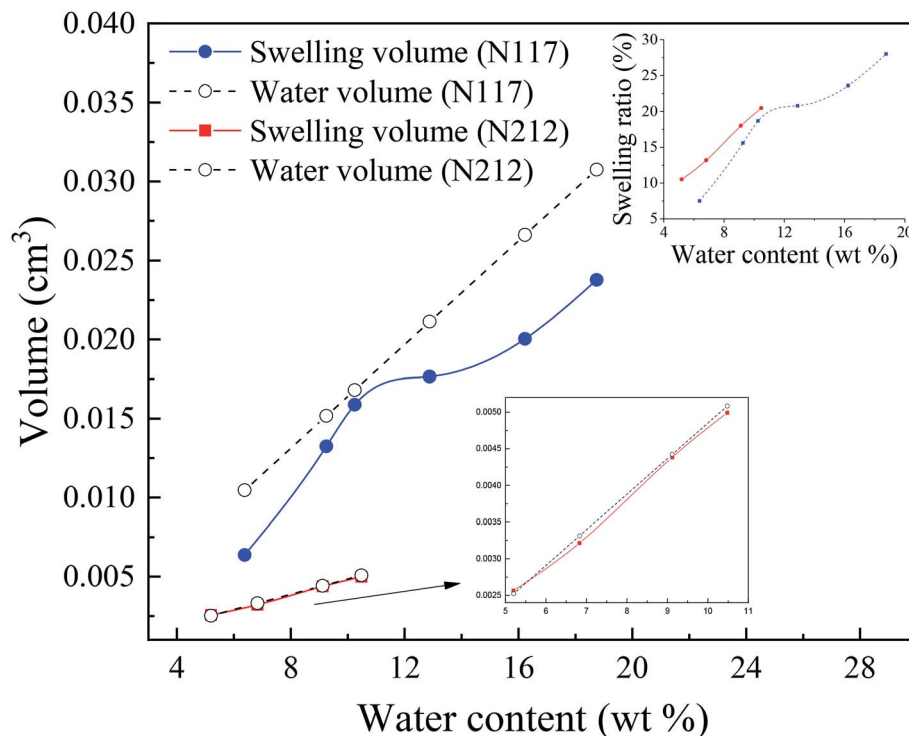 0.040
0.035
0.030
0.025
0.020
0.015
0.010
0.005
Volume (cm³)
4 8 12 16 20 24 28
Water content (wt %)
Swelling volume (N117)
Water volume (N117)
Swelling volume (N212)
Water volume (N212)
30
25
20
15
10
5
Swelling ratio (%)
4 8 12 16 20
Water content (wt %)
0.0050
0.0045
0.0040
0.0035
0.0030
0.0025
5 6 7 8 9 10 11